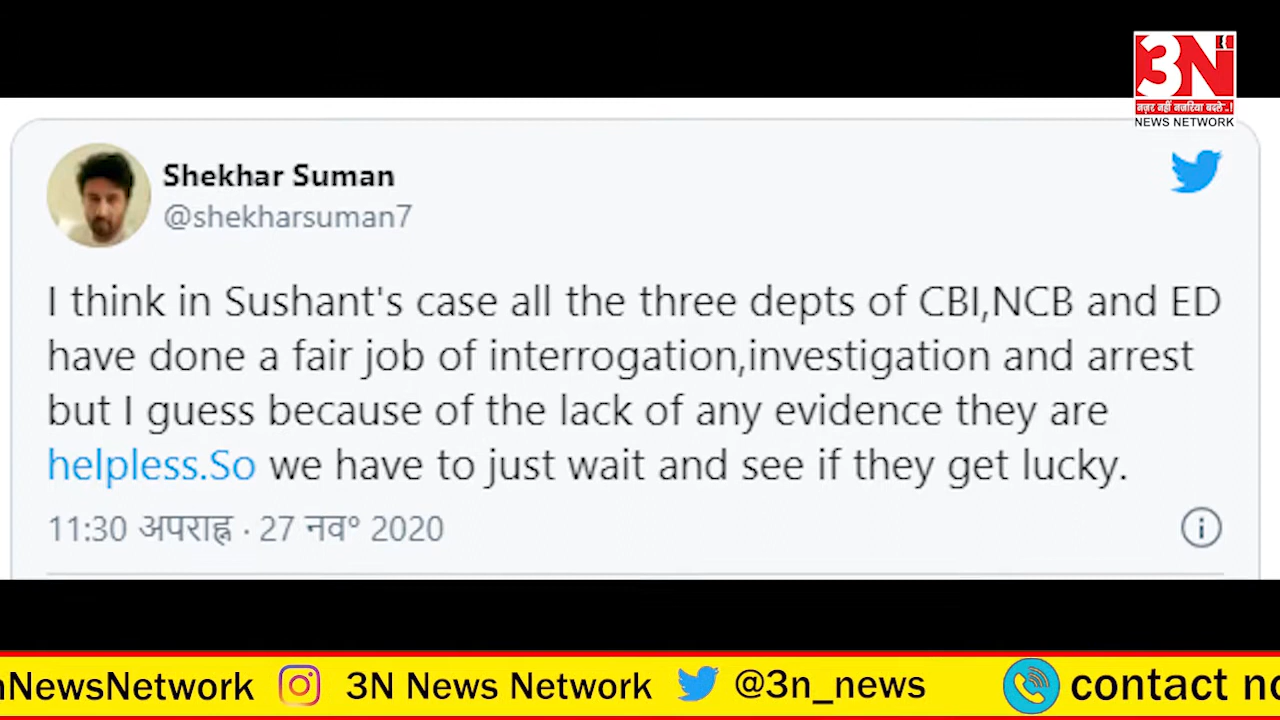 3N
नज़र नहीं नजरिया बदले..!
NEWS NETWORK
Shekhar Suman
@shekharsuman7
I think in Sushant's case all the three depts of CBI,NCB and ED
have done a fair job of interrogation,investigation and arrest
but I guess because of the lack of any evidence they are
helpless.So we have to just wait and see if they get lucky.
11:30 अपराह्न · 27 नव॰ 2020
nNewsNetwork 3N News Network @3n_news contact no